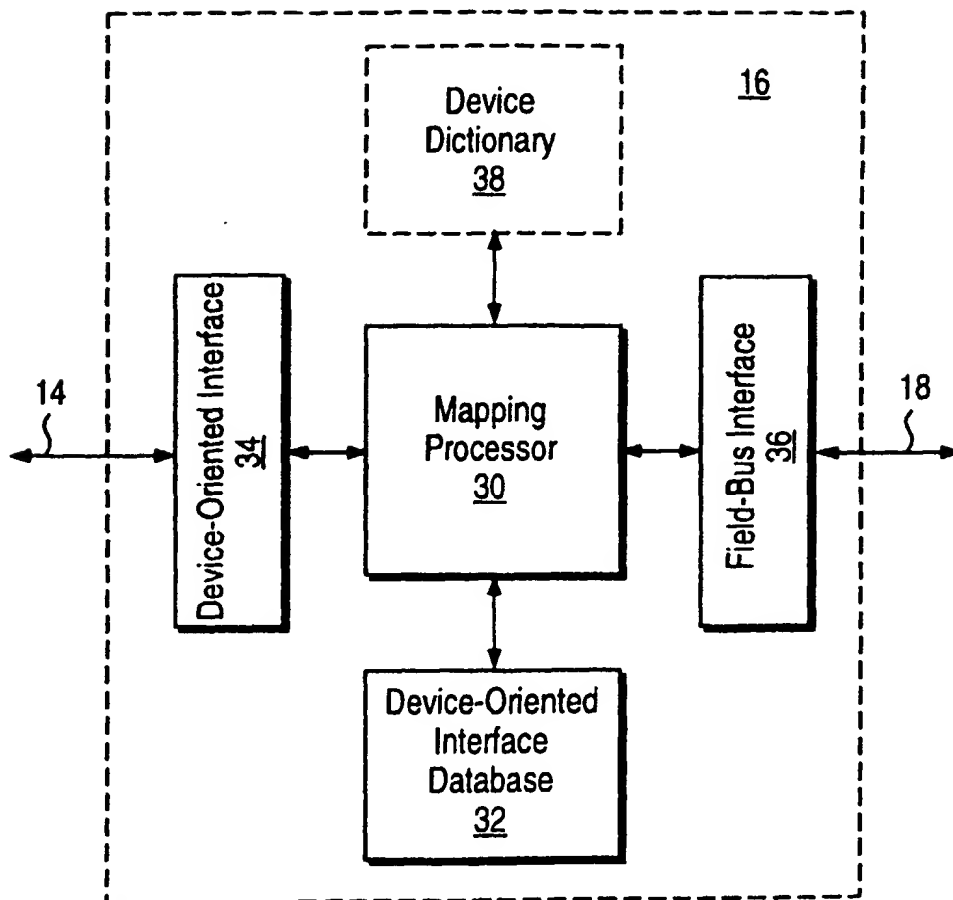 16
Device
Dictionary
38
14
Device-Oriented Interface
34
Mapping
Processor
30
Field-Bus Interface
36
18
Device-Oriented
Interface
Database
32